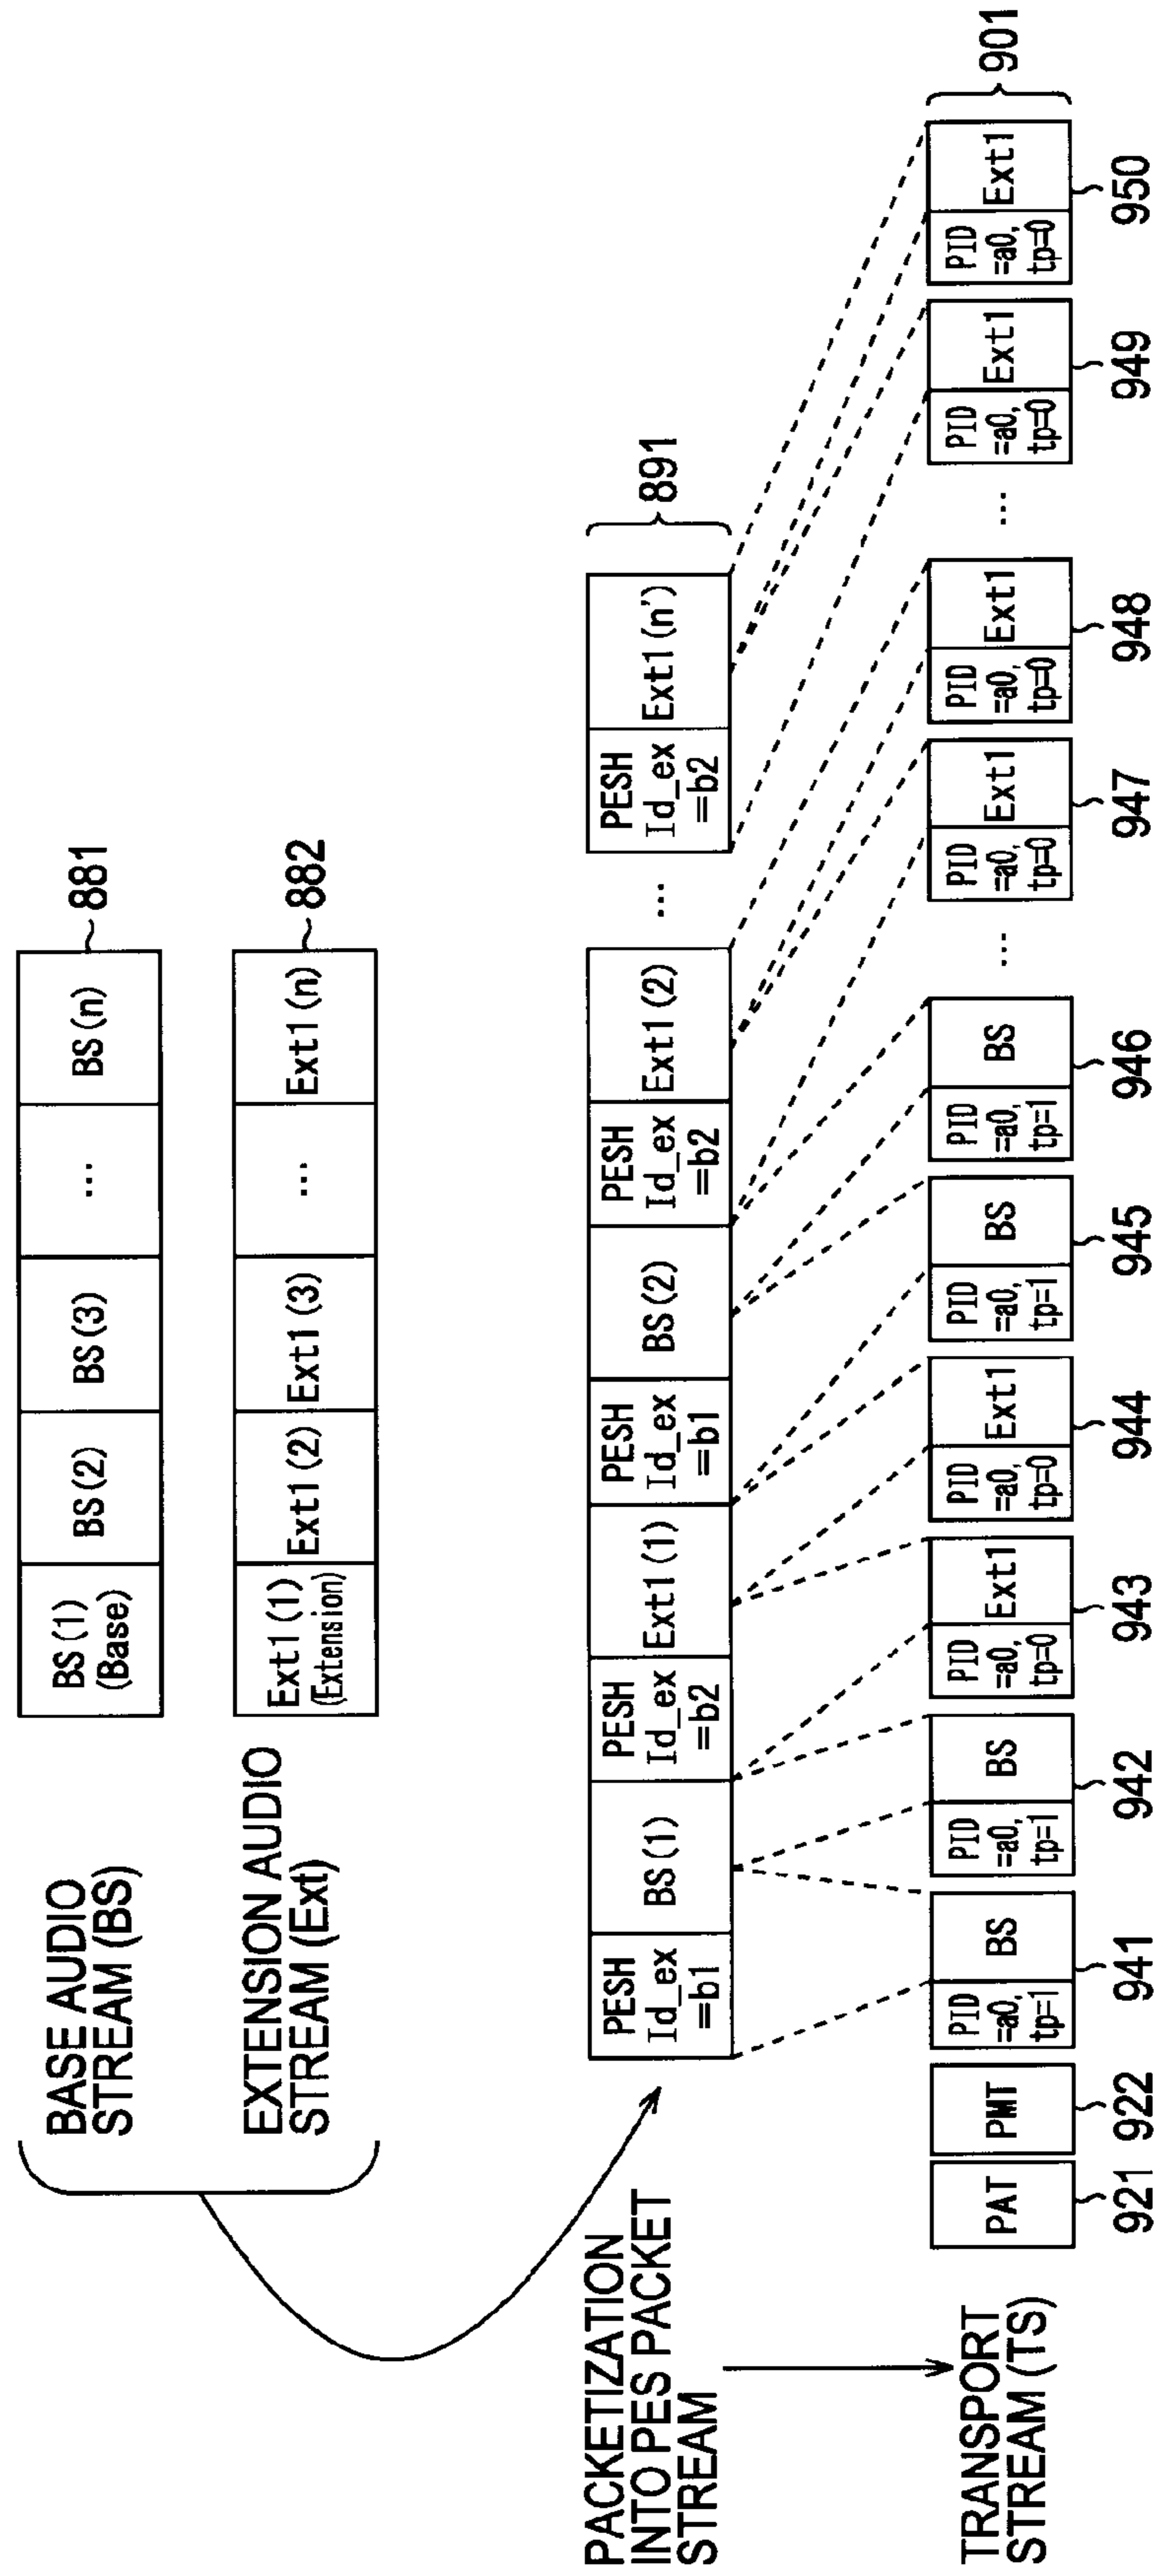 BASE AUDIO
STREAM (BS)
BS(1)
(Base)
BS(2)
BS(3)
...
BS(n)
881
EXTENSION AUDIO
STREAM (Ext)
Ext1(1)
(Extension)
Ext1(2)
Ext1(3)
...
Ext1(n)
882
PACKETIZATION
INTO PES PACKET
STREAM
PESH
Id_ex
=b1
BS(1)
PESH
Id_ex
=b2
Ext1(1)
PESH
Id_ex
=b1
BS(2)
PESH
Id_ex
=b2
Ext1(2)
...
PESH
Id_ex
=b2
Ext1(n')
891
TRANSPORT
STREAM (TS)
PAT
921
PMT
922
PID
=a0,
tp=1
BS
941
PID
=a0,
tp=1
BS
942
PID
=a0,
tp=0
Ext1
943
PID
=a0,
tp=0
Ext1
944
PID
=a0,
tp=1
BS
945
PID
=a0,
tp=1
BS
946
...
PID
=a0,
tp=0
Ext1
947
PID
=a0,
tp=0
Ext1
948
...
PID
=a0,
tp=0
Ext1
949
PID
=a0,
tp=0
Ext1
950
901